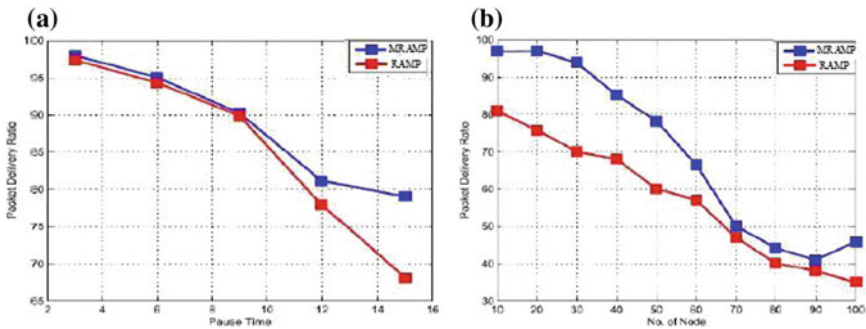 (a)
100
95
90
85
80
75
70
65
2 4 6 8 10 12 14 16
Packet Delivery Ratio
Pause Time
MRAMP
RAMP
(b)
100
90
80
70
60
50
40
30
10 20 30 40 50 60 70 80 90 100
Packet Delivery Ratio
No. of Node
MRAMP
RAMP